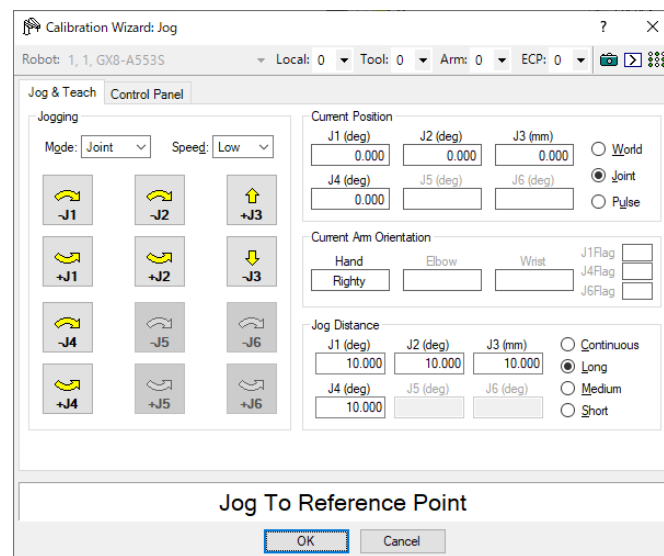 Calibration Wizard: Jog ? ×
Robot: 1, 1, GX8-A553S Local: 0 Tool: 0 Arm: 0 ECP: 0
Jog & Teach Control Panel
Jogging
Mode: Joint Speed: Low
-J1 -J2 +J3
+J1 +J2 -J3
-J4 -J5 -J6
+J4 +J5 +J6
Current Position
J1 (deg) J2 (deg) J3 (mm)
0.000 0.000 0.000
J4 (deg) J5 (deg) J6 (deg)
0.000
World
Joint
Pulse
Current Arm Orientation
Hand Elbow Wrist
Righty
J1Flag
J4Flag
J6Flag
Jog Distance
J1 (deg) J2 (deg) J3 (mm)
10.000 10.000 10.000
J4 (deg) J5 (deg) J6 (deg)
10.000
Continuous
Long
Medium
Short
Jog To Reference Point
OK Cancel